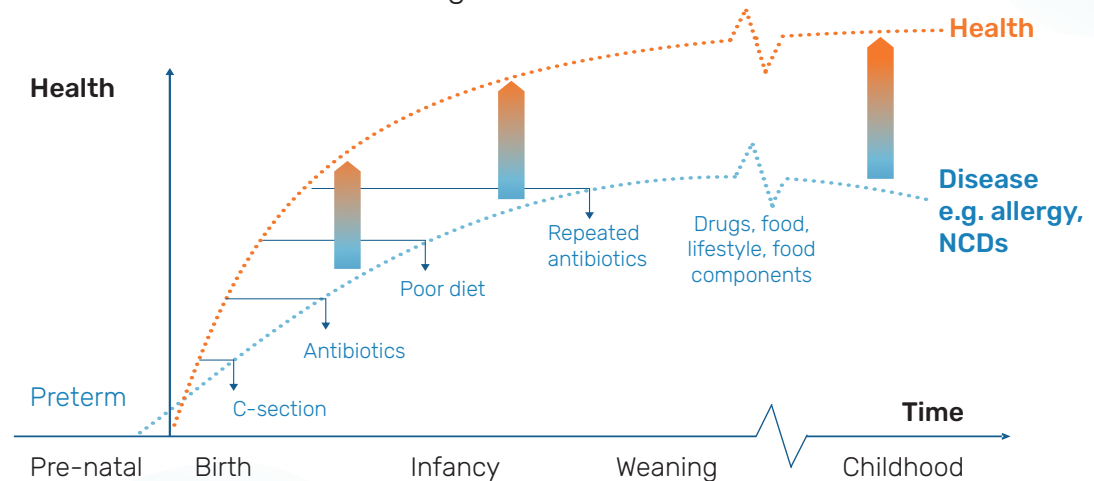 Health
Health
Disease
e.g. allergy,
NCDs
Repeated
antibiotics
Drugs, food,
lifestyle, food
components
Poor diet
Antibiotics
C-section
Preterm
Time
Pre-natal
Birth
Infancy
Weaning
Childhood